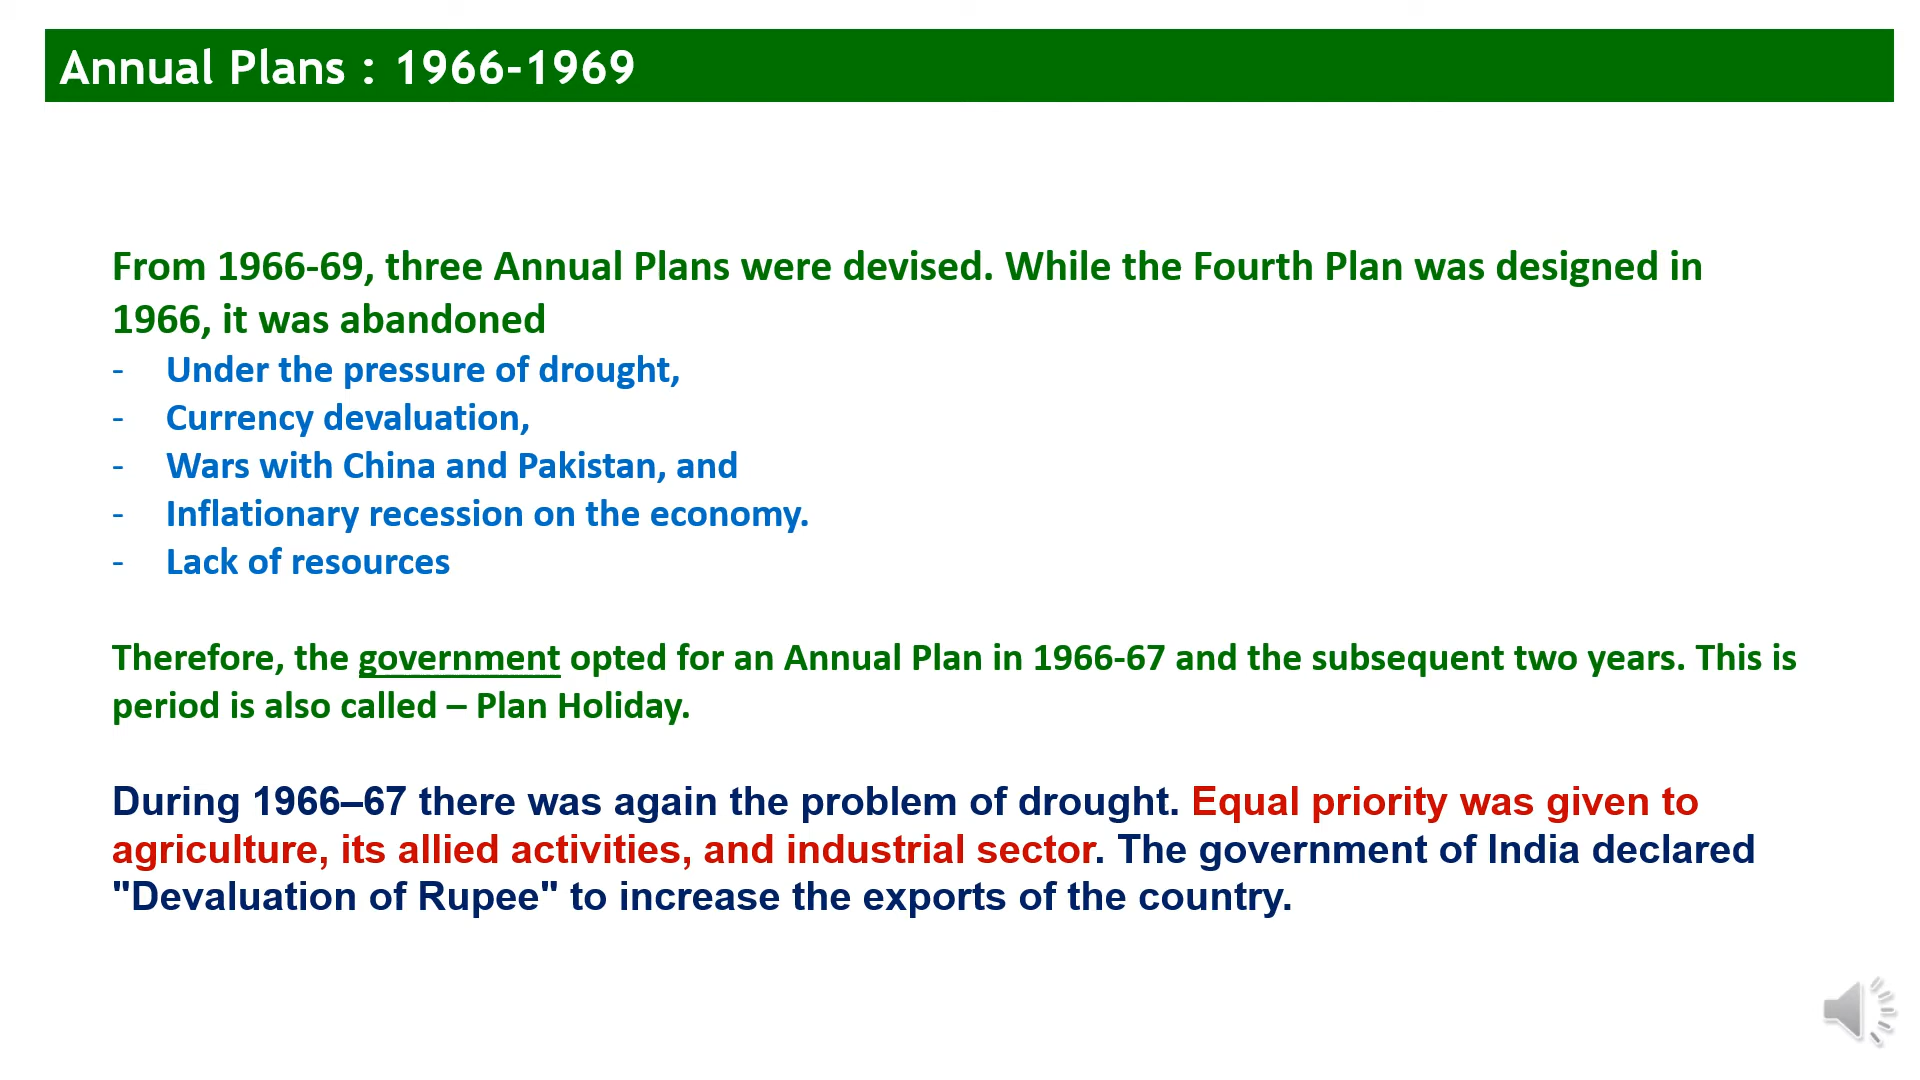 Annual Plans : 1966-1969
From 1966-69, three Annual Plans were devised. While the Fourth Plan was designed in
1966, it was abandoned
- Under the pressure of drought,
- Currency devaluation,
- Wars with China and Pakistan, and
- Inflationary recession on the economy.
- Lack of resources
Therefore, the government opted for an Annual Plan in 1966-67 and the subsequent two years. This is
period is also called – Plan Holiday.
During 1966–67 there was again the problem of drought. Equal priority was given to
agriculture, its allied activities, and industrial sector. The government of India declared
"Devaluation of Rupee" to increase the exports of the country.